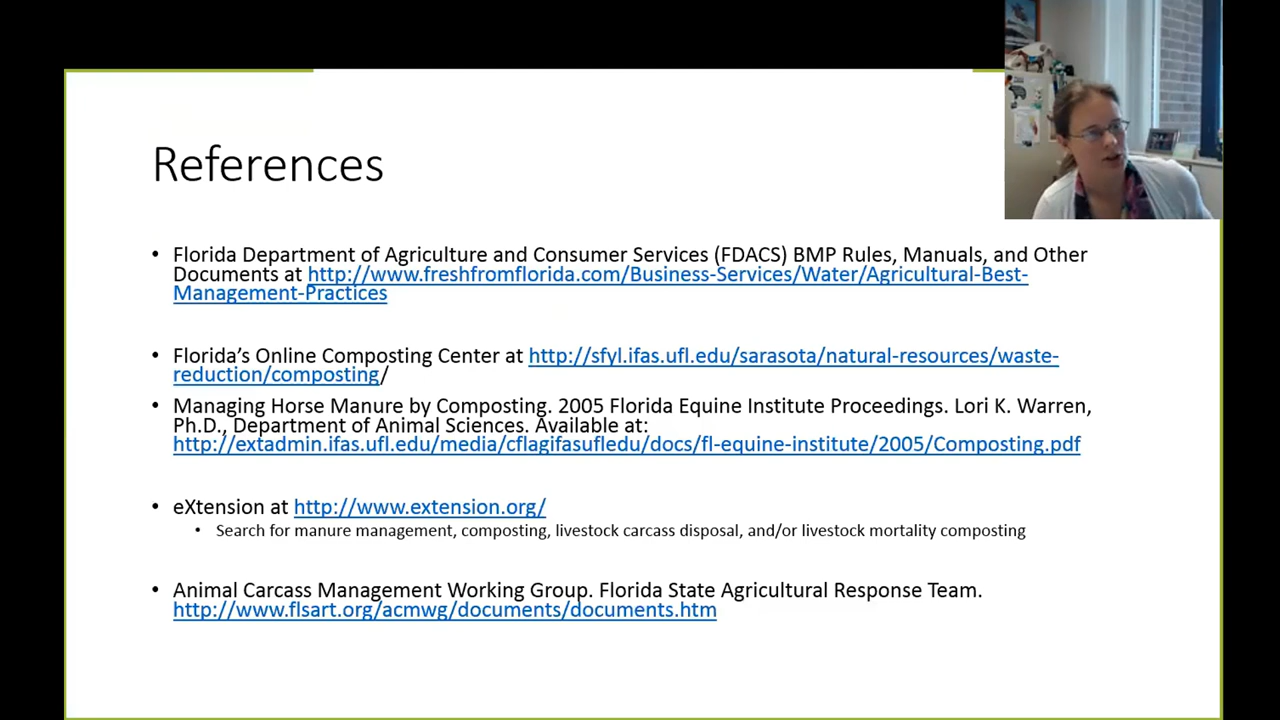 References
• Florida Department of Agriculture and Consumer Services (FDACS) BMP Rules, Manuals, and Other
Documents at http://www.freshfromflorida.com/Business-Services/Water/Agricultural-Best-
Management-Practices
• Florida’s Online Composting Center at http://sfyl.ifas.ufl.edu/sarasota/natural-resources/waste-
reduction/composting/
• Managing Horse Manure by Composting. 2005 Florida Equine Institute Proceedings. Lori K. Warren,
Ph.D., Department of Animal Sciences. Available at:
http://extadmin.ifas.ufl.edu/media/cflagifasufledu/docs/fl-equine-institute/2005/Composting.pdf
• eXtension at http://www.extension.org/
• Search for manure management, composting, livestock carcass disposal, and/or livestock mortality composting
• Animal Carcass Management Working Group. Florida State Agricultural Response Team.
http://www.flsart.org/acmwg/documents/documents.htm